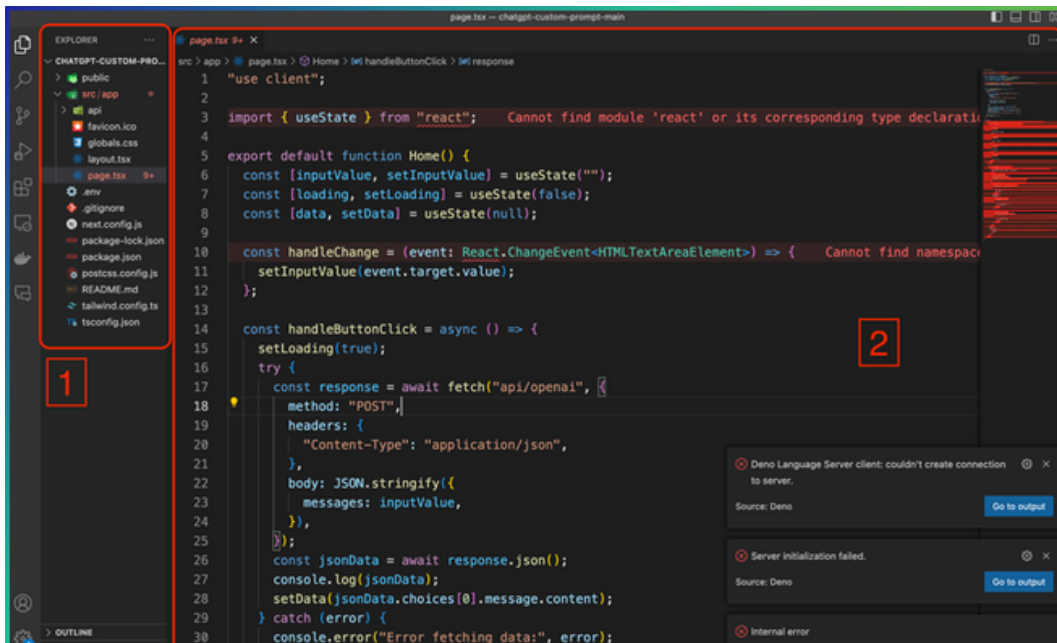 page.tsx — chatgpt-custom-prompt-main
EXPLORER
CHATGPT-CUSTOM-PRO...
public
src/app
api
favicon.ico
globals.css
layout.tsx
page.tsx 9+
.env
.gitignore
next.config.js
package-lock.json
package.json
postcss.config.js
README.md
tailwind.config.ts
tsconfig.json
1
OUTLINE
page.tsx 9+
src > app > page.tsx > Home > handleButtonClick > response
1 "use client";
2
3 import { useState } from "react"; Cannot find module 'react' or its corresponding type declaratio
4
5 export default function Home() {
6 const [inputValue, setInputValue] = useState("");
7 const [loading, setLoading] = useState(false);
8 const [data, setData] = useState(null);
9
10 const handleChange = (event: React.ChangeEvent<HTMLTextAreaElement>) => { Cannot find namespac
11 setInputValue(event.target.value);
12 };
13
14 const handleButtonClick = async () => {
15 setLoading(true);
16 try {
17 const response = await fetch("api/openai", {
18 method: "POST",
19 headers: {
20 "Content-Type": "application/json",
21 },
22 body: JSON.stringify({
23 messages: inputValue,
24 }),
25 });
26 const jsonData = await response.json();
27 console.log(jsonData);
28 setData(jsonData.choices[0].message.content);
29 } catch (error) {
30 console.error("Error fetching data:", error);
2
Deno Language Server client: couldn't create connection
to server.
Source: Deno
Go to output
Server initialization failed.
Source: Deno
Go to output
Internal error